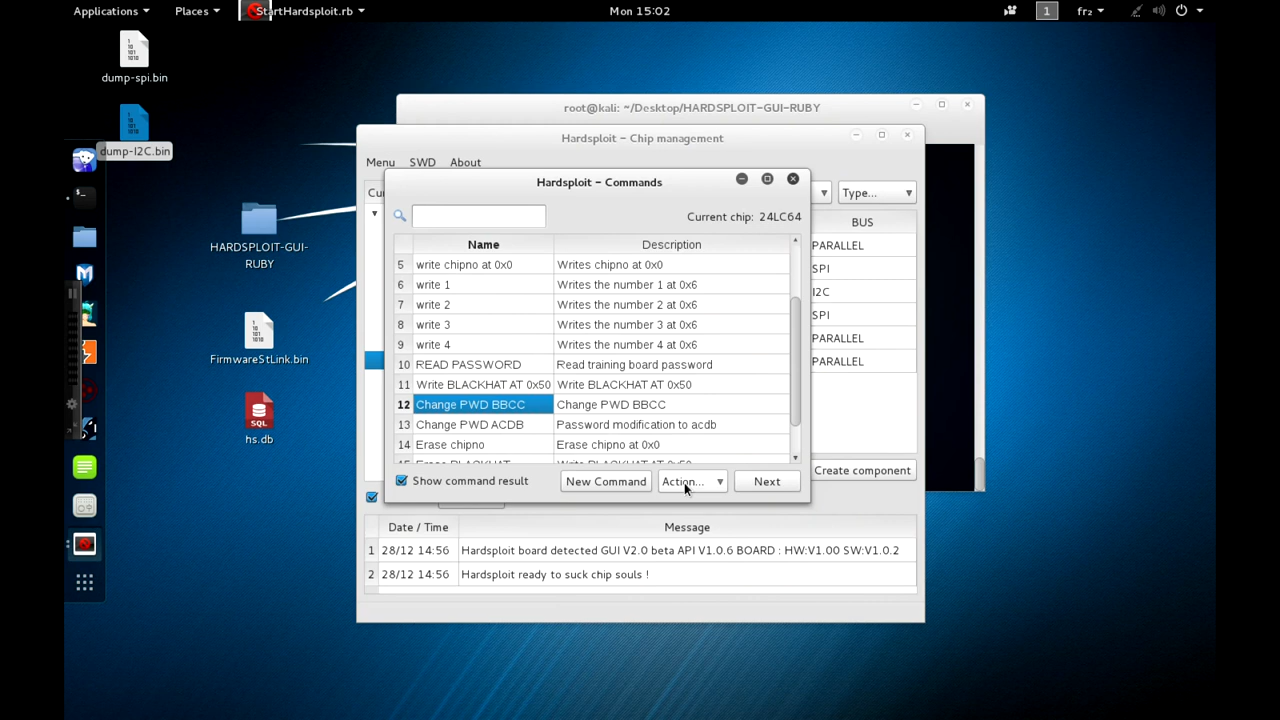 Applications Places StartHardsploit.rb Mon 15:02 1 fr2
dump-spi.bin
dump-I2C.bin
HARDSPLOIT-GUI-
RUBY
FirmwareStLink.bin
SQL
hs.db
root@kali: ~/Desktop/HARDSPLOIT-GUI-RUBY
Hardsploit – Chip management
Menu SWD About
Type...
BUS
PARALLEL
SPI
I2C
SPI
PARALLEL
PARALLEL
Create component
Hardsploit – Commands
Current chip: 24LC64
Name Description
5 write chipno at 0x0 Writes chipno at 0x0
6 write 1 Writes the number 1 at 0x6
7 write 2 Writes the number 2 at 0x6
8 write 3 Writes the number 3 at 0x6
9 write 4 Writes the number 4 at 0x6
10 READ PASSWORD Read training board password
11 Write BLACKHAT AT 0x50 Write BLACKHAT AT 0x50
12 Change PWD BBCC Change PWD BBCC
13 Change PWD ACDB Password modification to acdb
14 Erase chipno Erase chipno at 0x0
Show command result New Command Action... Next
Date / Time Message
1 28/12 14:56 Hardsploit board detected GUI V2.0 beta API V1.0.6 BOARD : HW:V1.00 SW:V1.0.2
2 28/12 14:56 Hardsploit ready to suck chip souls !